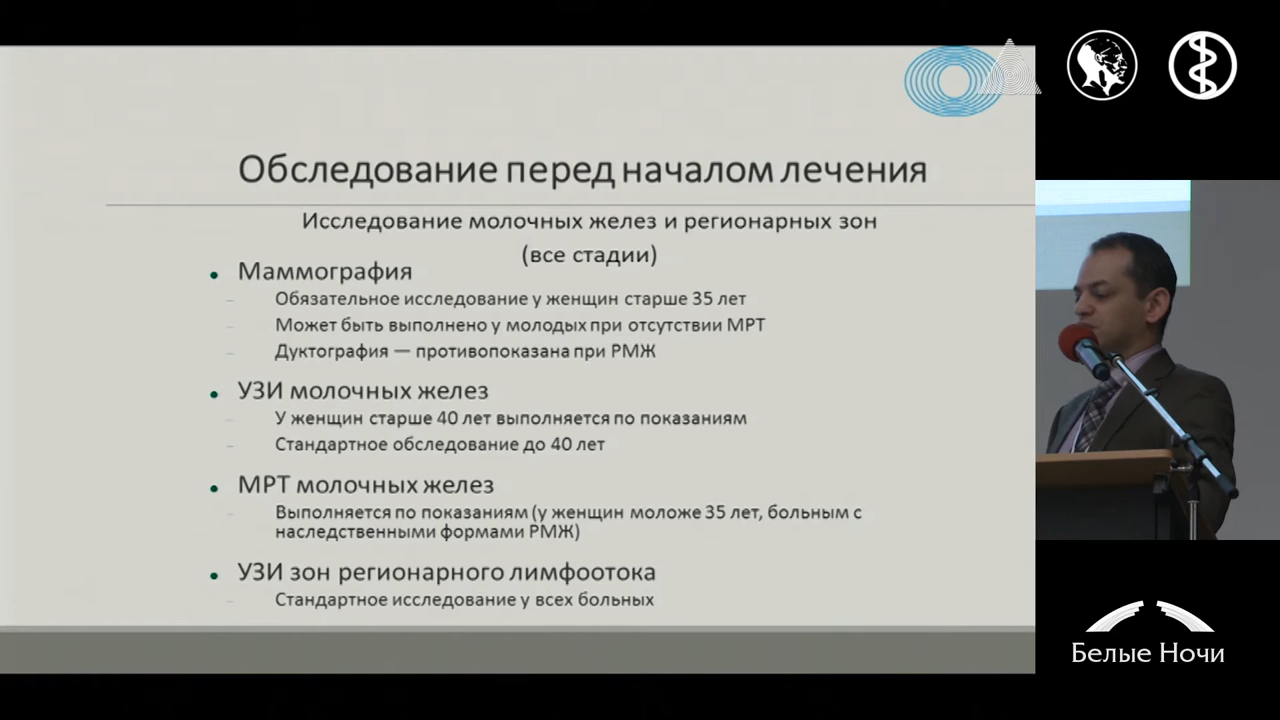 Обследование перед началом лечения
Исследование молочных желез и регионарных зон
(все стадии)
• Маммография
– Обязательное исследование у женщин старше 35 лет
– Может быть выполнено у молодых при отсутствии МРТ
– Дуктография — противопоказана при РМЖ
• УЗИ молочных желез
– У женщин старше 40 лет выполняется по показаниям
– Стандартное обследование до 40 лет
• МРТ молочных желез
– Выполняется по показаниям (у женщин моложе 35 лет, больным с
наследственными формами РМЖ)
• УЗИ зон регионарного лимфоотока
– Стандартное исследование у всех больных
Белые Ночи